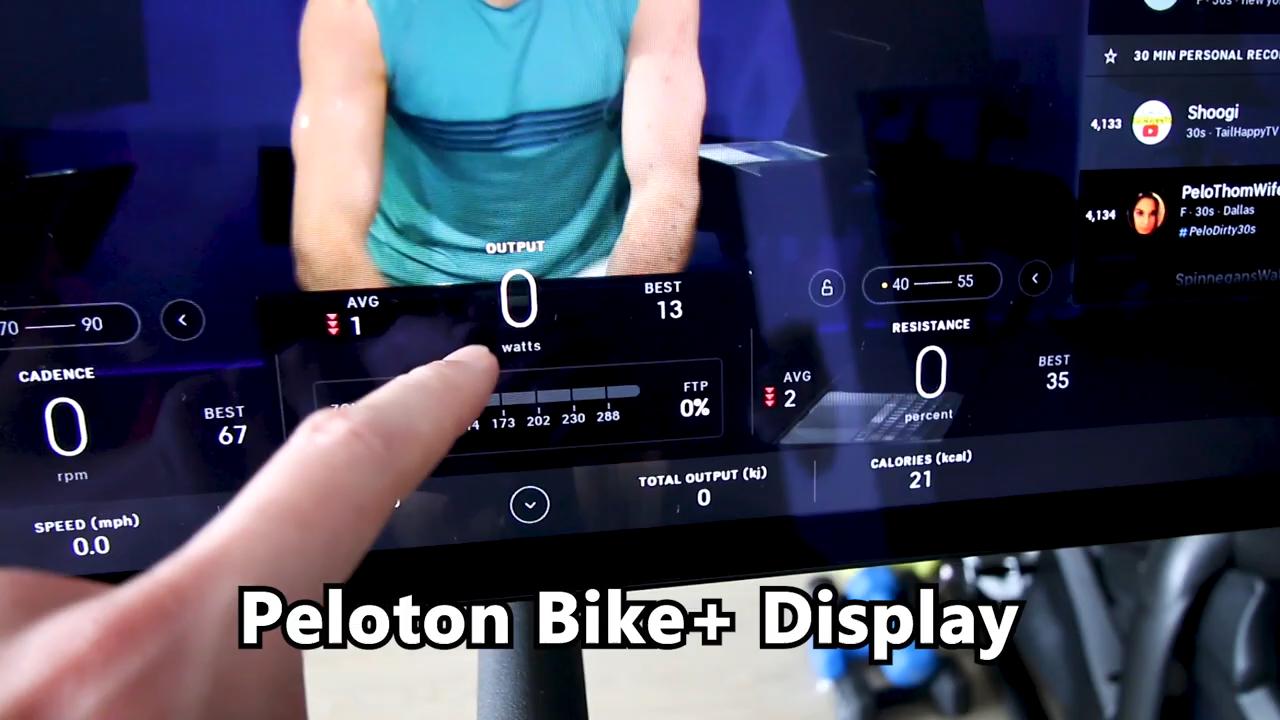 30 MIN PERSONAL RECO
4,133
Shoogi
30s · TailHappyTV
4,134
PeloThomWife
F · 30s · Dallas
#PeloDirty30s
SpinnegansWa
OUTPUT
0
watts
AVG
1
BEST
13
70 — 90
CADENCE
0
rpm
BEST
67
173 202 230 288
FTP
0%
40 — 55
RESISTANCE
0
percent
AVG
2
BEST
35
SPEED (mph)
0.0
TOTAL OUTPUT (kj)
0
CALORIES (kcal)
21
Peloton Bike+ Display